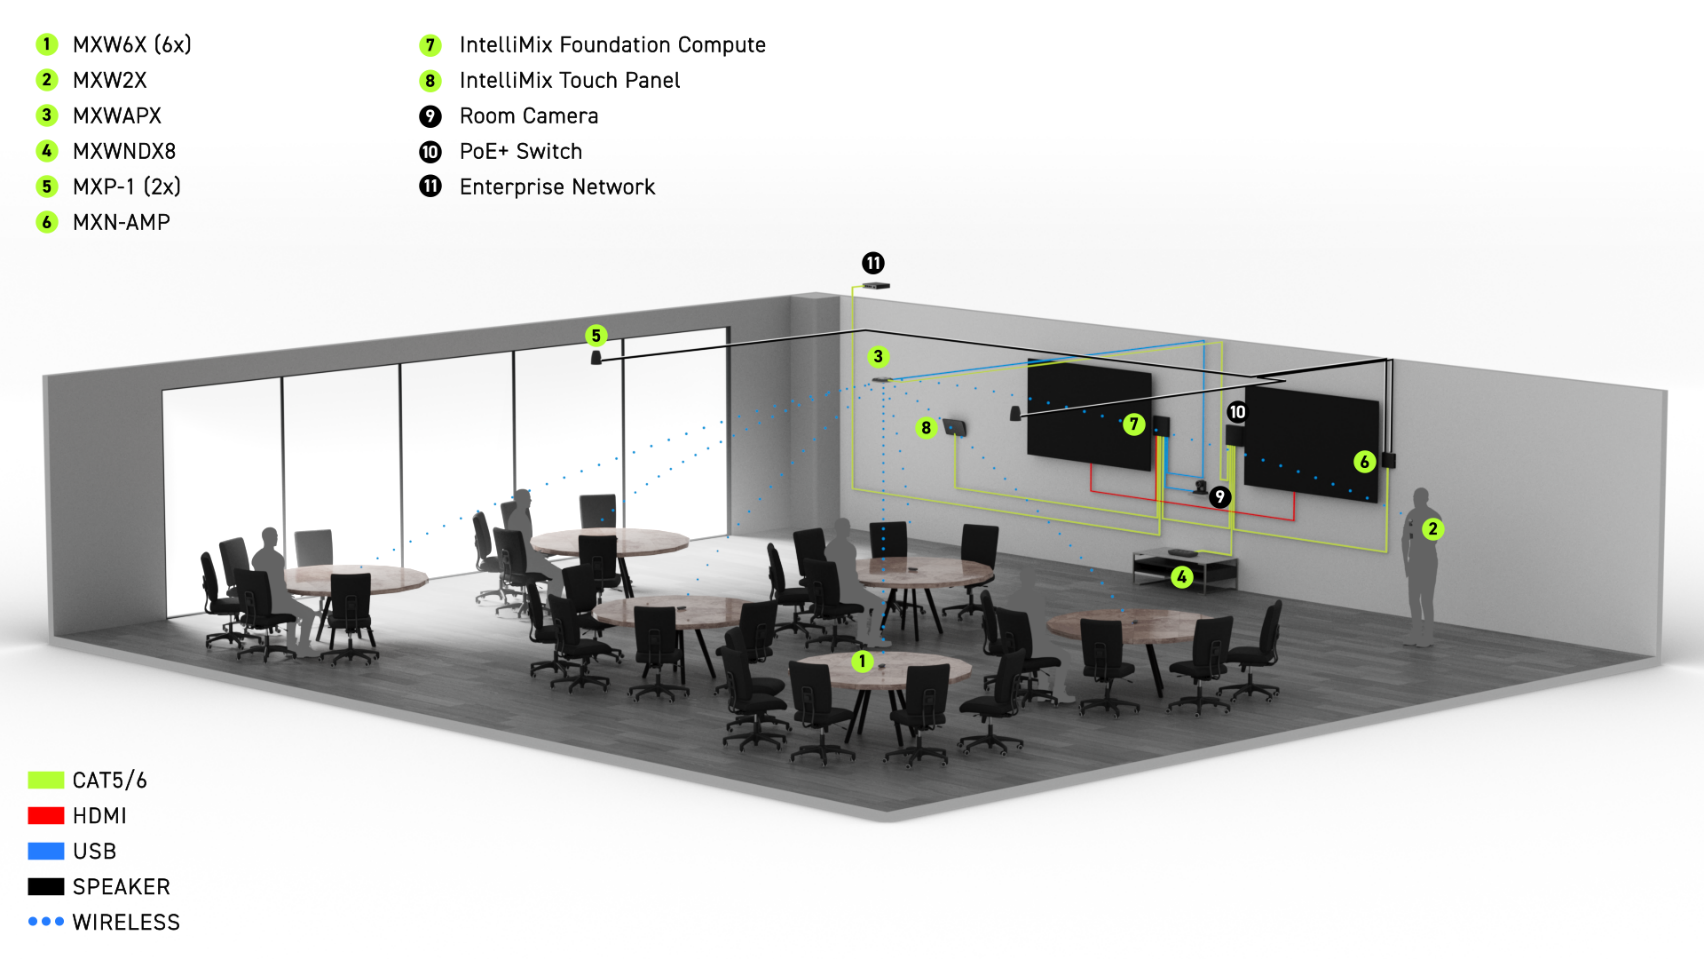 1 MXW6X (6x)
2 MXW2X
3 MXWAPX
4 MXWNDX8
5 MXP-1 (2x)
6 MXN-AMP
7 IntelliMix Foundation Compute
8 IntelliMix Touch Panel
9 Room Camera
10 PoE+ Switch
11 Enterprise Network
11
5
3
8
7
10
6
9
2
4
1
CAT5/6
HDMI
USB
SPEAKER
WIRELESS